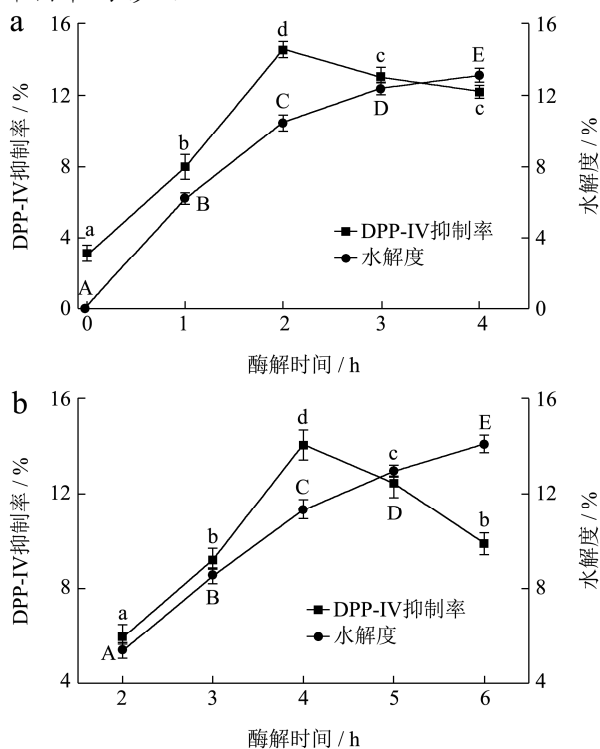 a
16
12
8
4
0
DPP-IV抑制率 / %
16
12
8
4
0
水解度 / %
a
b
d
c
c
A
B
C
D
E
DPP-IV抑制率
水解度
0 1 2 3 4
酶解时间 / h
b
16
12
8
4
DPP-IV抑制率 / %
16
12
8
4
水解度 / %
a
b
d
c
b
A
B
C
D
E
DPP-IV抑制率
水解度
2 3 4 5 6
酶解时间 / h